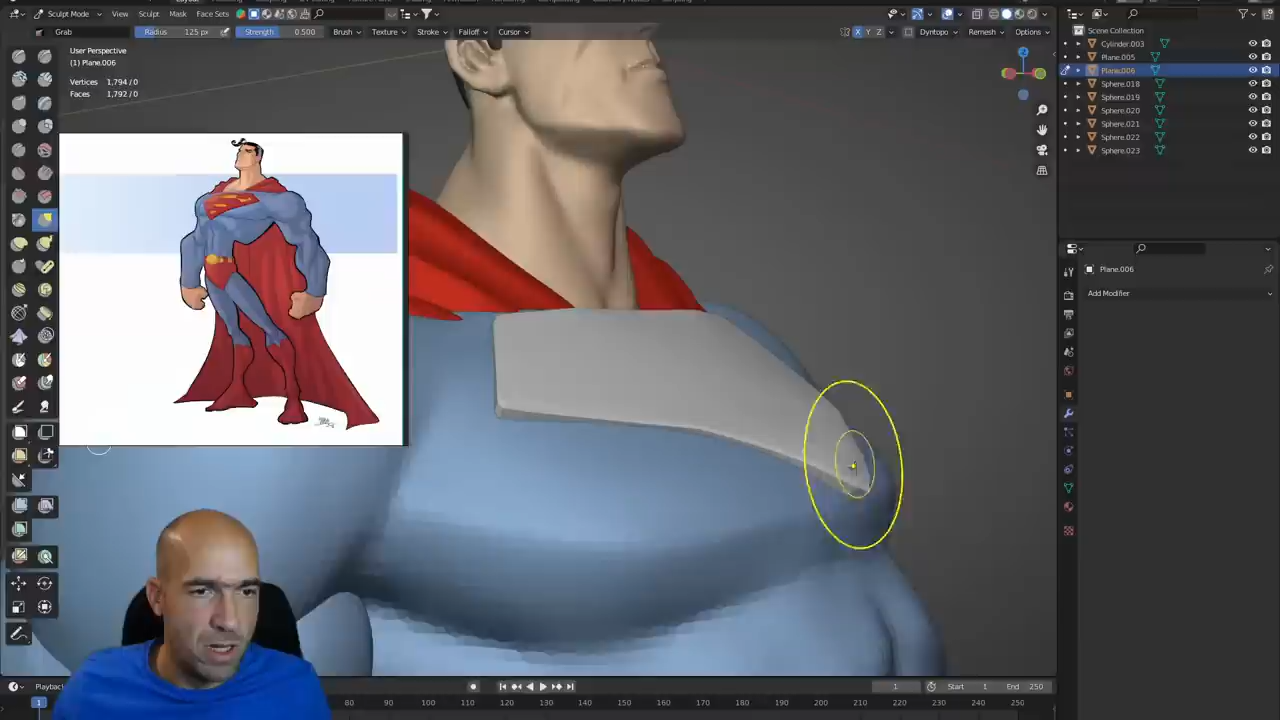 Sculpt Mode View Sculpt Mask Face Sets
Grab Radius 125 px Strength 0.500 Brush Texture Stroke Falloff Cursor X Y Z Dyntopo Remesh Options
User Perspective
(1) Plane.006
Vertices 1,794 / 0
Faces 1,792 / 0
Scene Collection
Cylinder.003
Plane.005
Plane.006
Sphere.018
Sphere.019
Sphere.020
Sphere.021
Sphere.022
Sphere.023
Plane.006
Add Modifier
Playback
1 Start 1 End 250
1 80 90 100 110 120 130 140 150 160 170 180 190 200 210 220 230 240 250